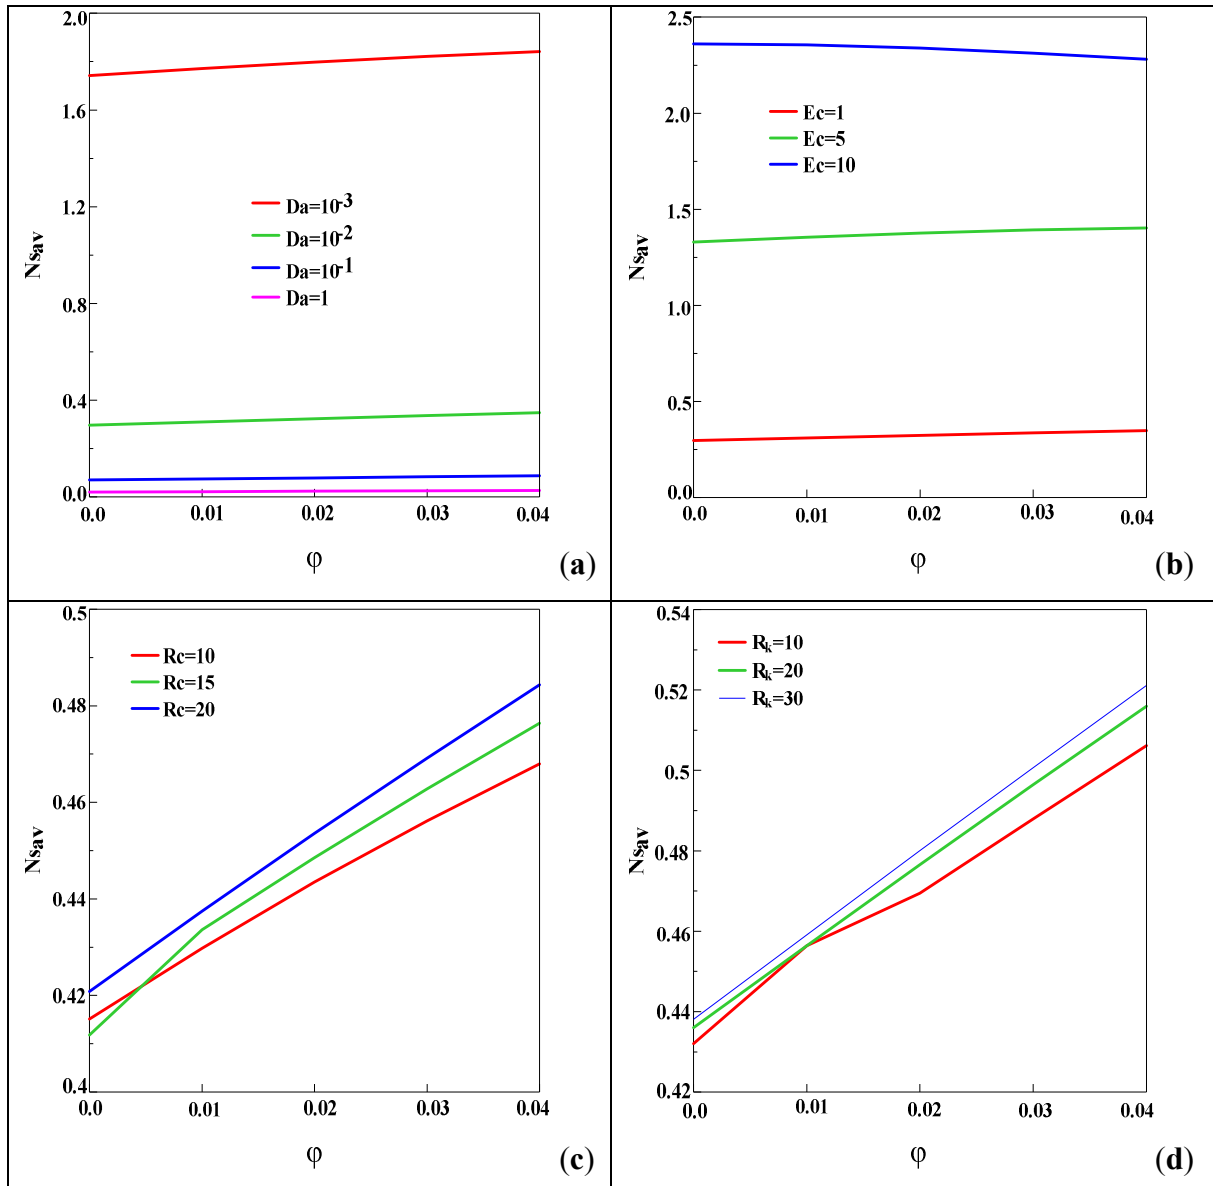 2.0
1.6
1.2
0.8
0.4
0.0
Nsav
Da=10-3
Da=10-2
Da=10-1
Da=1
0.0 0.01 0.02 0.03 0.04
φ
(a)
2.5
2.0
1.5
1.0
0.5
0.0
Nsav
Ec=1
Ec=5
Ec=10
0.0 0.01 0.02 0.03 0.04
φ
(b)
0.5
0.48
0.46
0.44
0.42
0.4
Nsav
Rc=10
Rc=15
Rc=20
0.0 0.01 0.02 0.03 0.04
φ
(c)
0.54
0.52
0.5
0.48
0.46
0.44
0.42
Nsav
Rk=10
Rk=20
Rk=30
0.0 0.01 0.02 0.03 0.04
φ
(d)